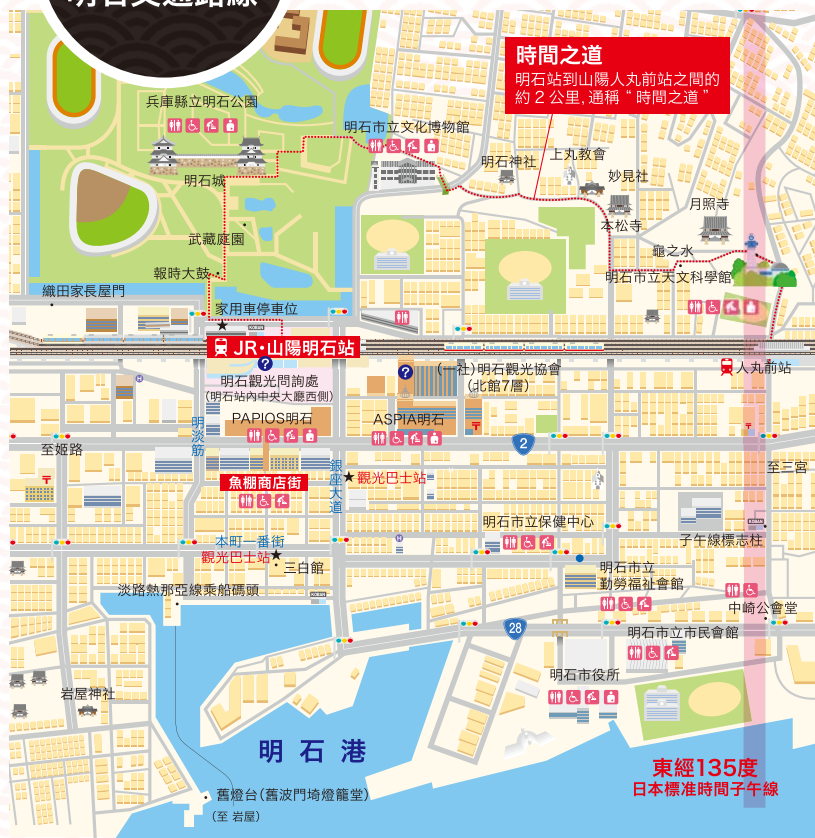 明石交通路線
時間之道
明石站到山陽人丸前站之間的
約 2 公里, 通稱 “ 時間之道 ”
兵庫縣立明石公園
明石市立文化博物館
明石神社
上丸教會
妙見社
明石城
月照寺
本松寺
武藏庭園
龜之水
報時大鼓
明石市立天文科學館
織田家長屋門
家用車停車位
KOBAN
JR・山陽明石站
人丸前站
?
?
明石觀光問詢處
(明石站內中央大廳西側)
(一社)明石觀光協會
(北館7層)
H
PAPIOS明石
ASPIA明石
明淡筋
2
至姬路
至三宮
銀座大道
觀光巴士站
魚棚商店街
明石市立保健中心
KOBAN
子午線標志柱
本町一番街
觀光巴士站
三白館
H
明石市立
勤勞福祉會館
淡路熱那亞線乘船碼頭
KOBAN
中崎公會堂
28
明石市立市民會館
明石市役所
岩屋神社
明石港
東經135度
日本標准時間子午線
舊燈台(舊波門埼燈籠堂)
(至 岩屋)